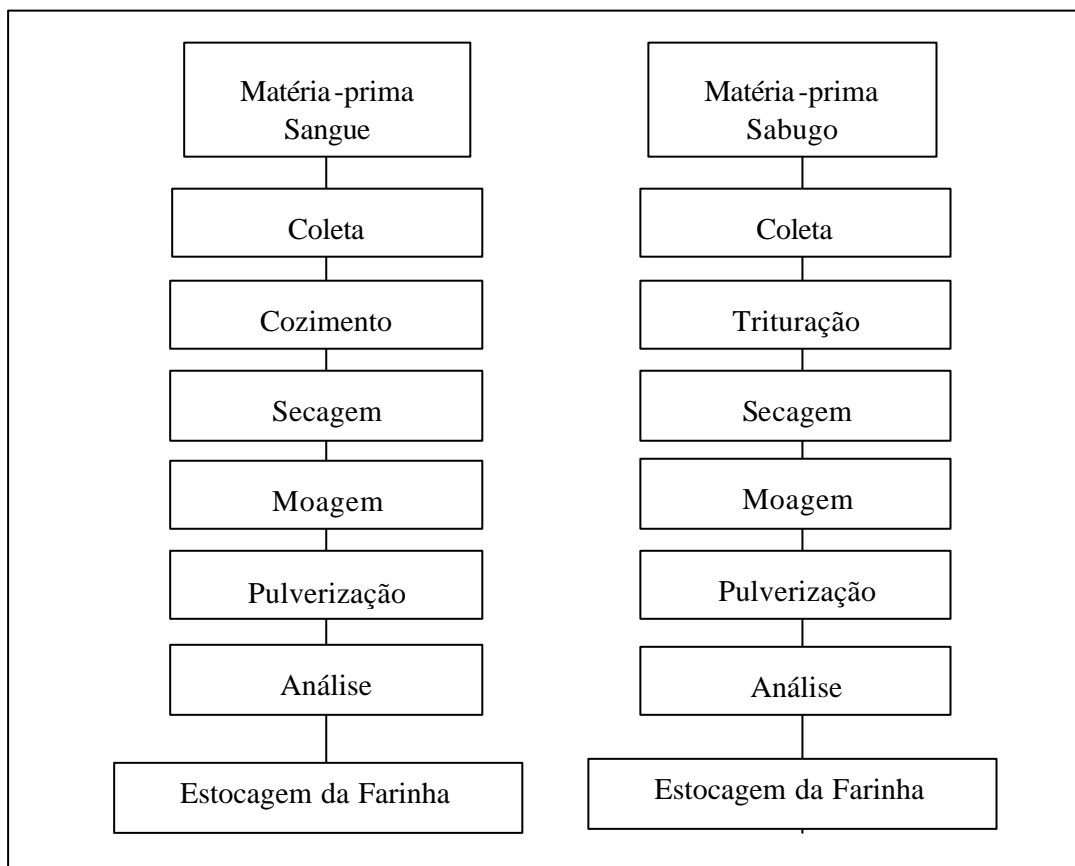 Matéria-prima
Sangue
Coleta
Cozimento
Secagem
Moagem
Pulverização
Análise
Estocagem da Farinha
Matéria-prima
Sabugo
Coleta
Trituração
Secagem
Moagem
Pulverização
Análise
Estocagem da Farinha